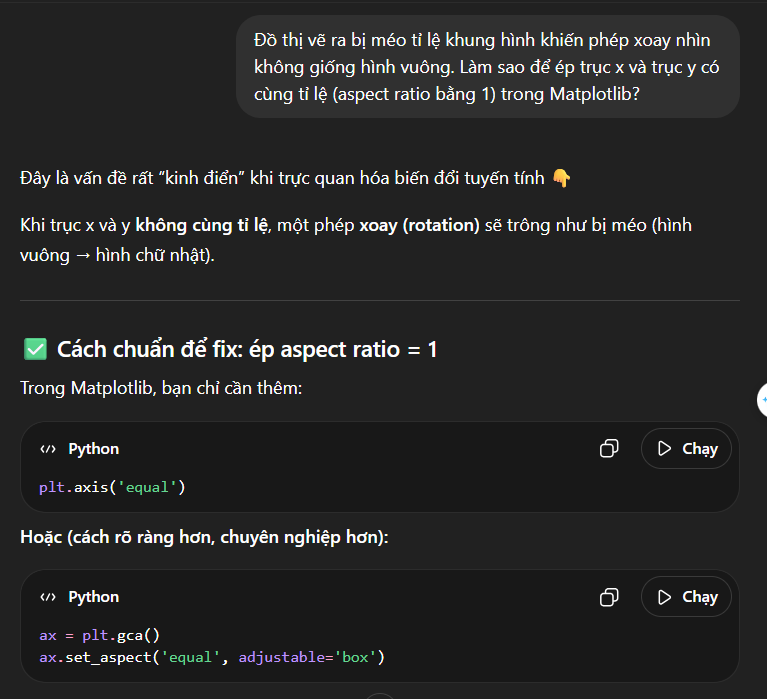 Đồ thị vẽ ra bị méo tỉ lệ khung hình khiến phép xoay nhìn
không giống hình vuông. Làm sao để ép trục x và trục y có
cùng tỉ lệ (aspect ratio bằng 1) trong Matplotlib?
Đây là vấn đề rất “kinh điển” khi trực quan hóa biến đổi tuyến tính 👇
Khi trục x và y không cùng tỉ lệ, một phép xoay (rotation) sẽ trông như bị méo (hình
vuông → hình chữ nhật).
✅ Cách chuẩn để fix: ép aspect ratio = 1
Trong Matplotlib, bạn chỉ cần thêm:
Python
Chạy
plt.axis('equal')
Hoặc (cách rõ ràng hơn, chuyên nghiệp hơn):
Python
Chạy
ax = plt.gca()
ax.set_aspect('equal', adjustable='box')